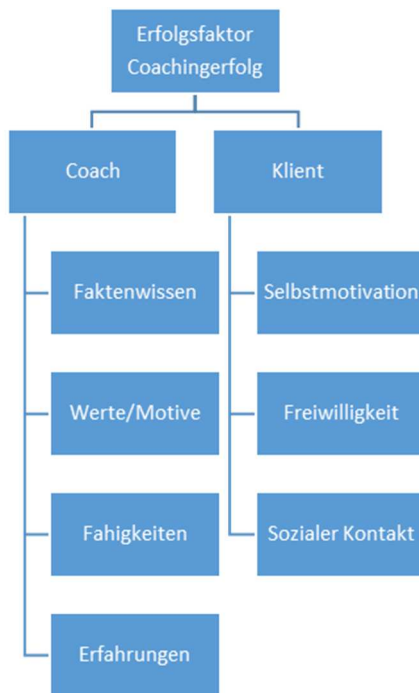 Erfolgsfaktor
Coachingerfolg
Coach
Klient
Faktenwissen
Werte/Motive
Fahigkeiten
Erfahrungen
Selbstmotivation
Freiwilligkeit
Sozialer Kontakt